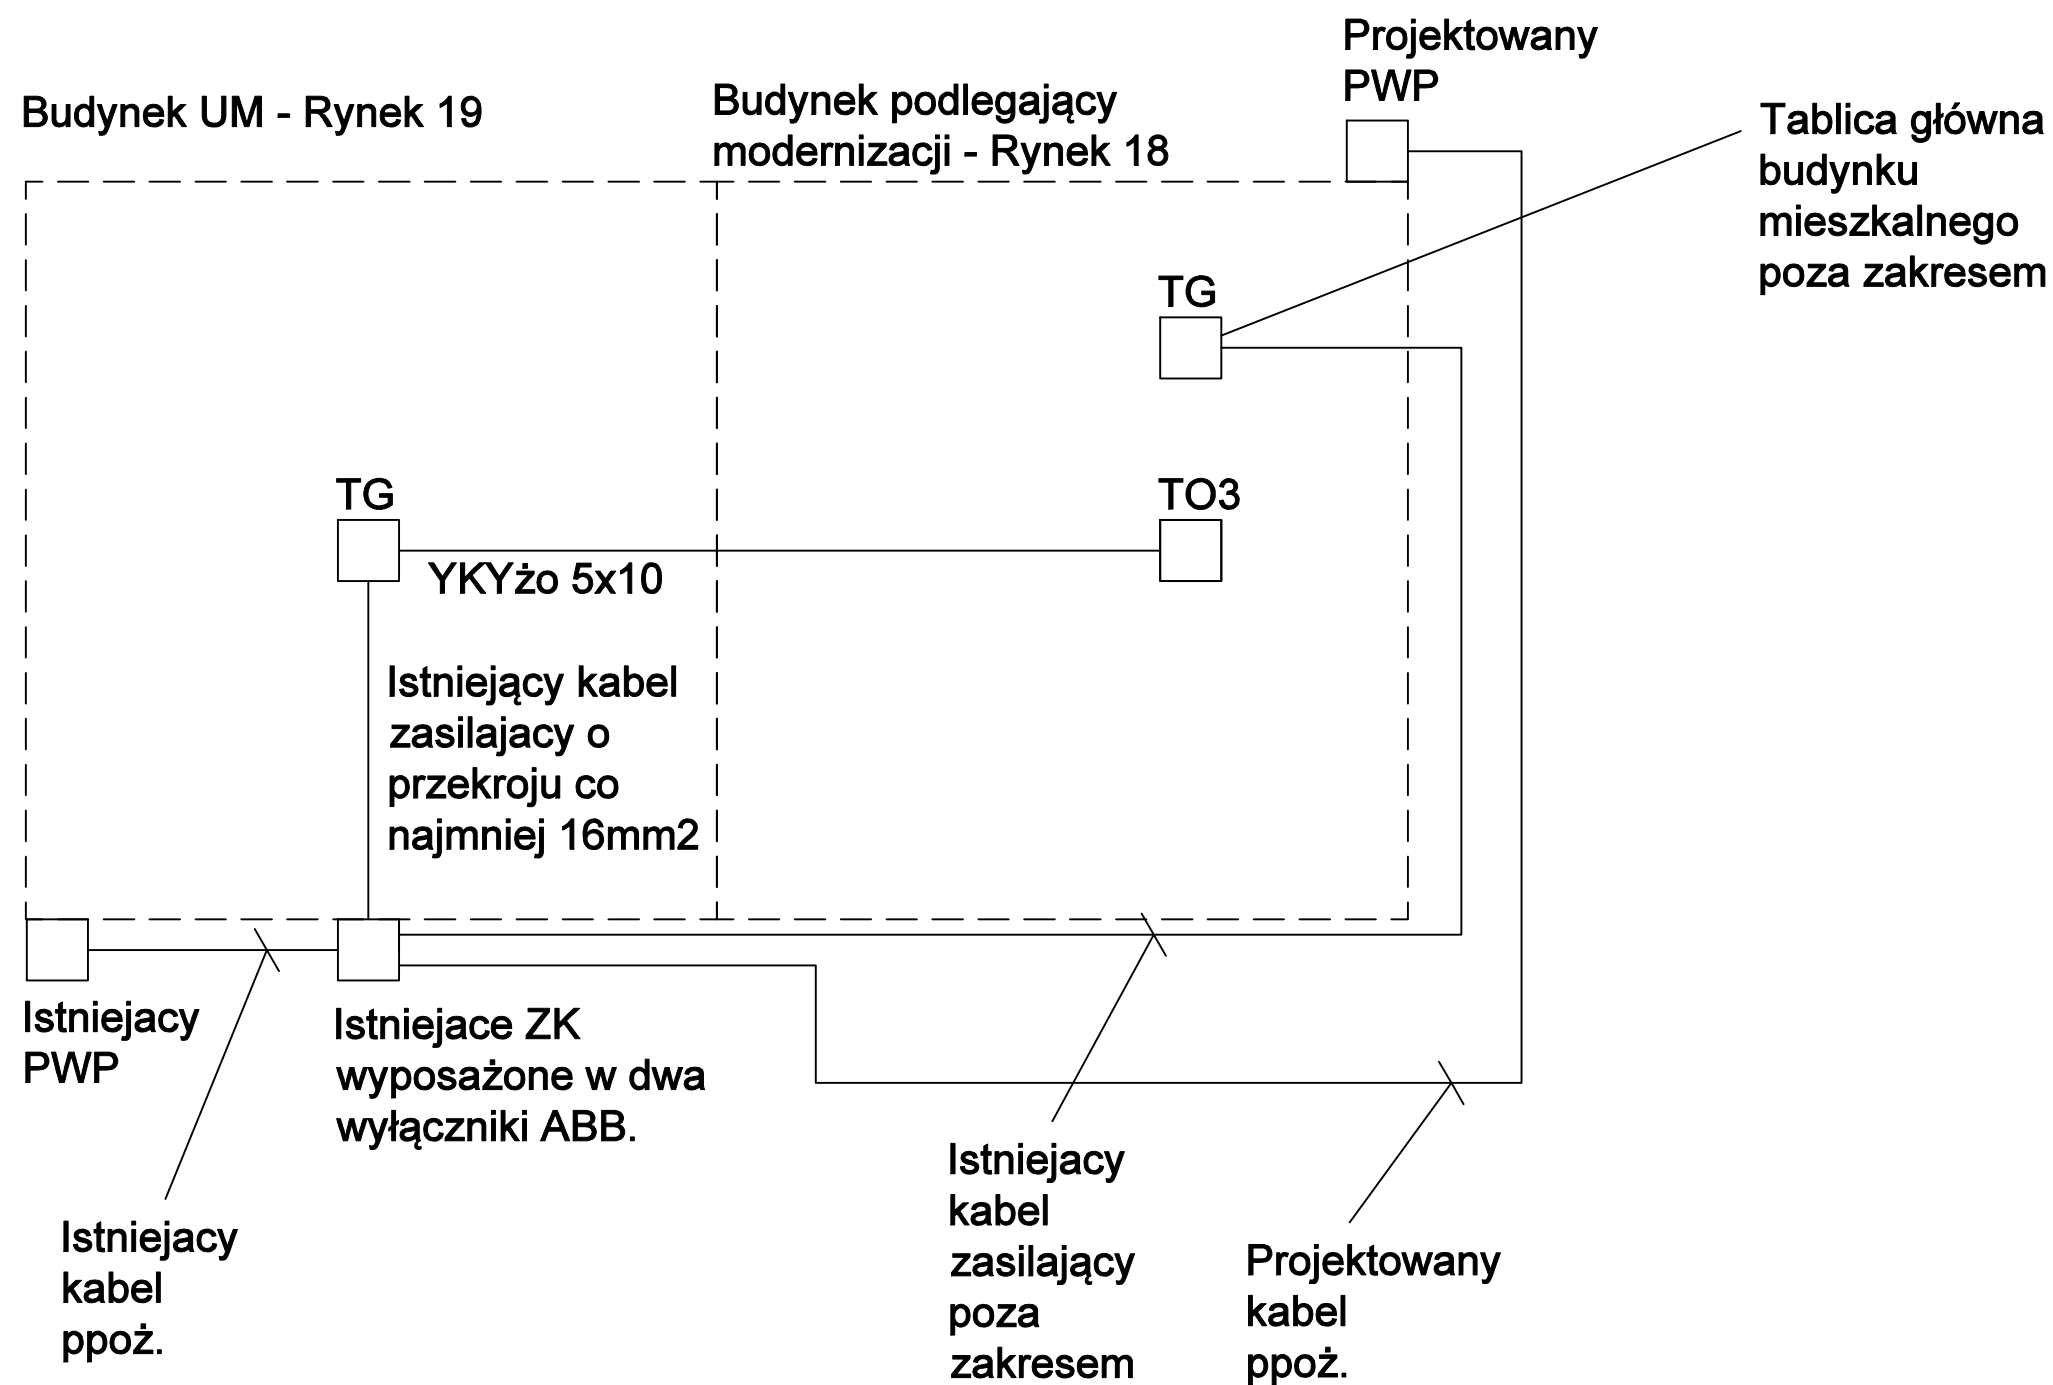 Projektowany
PWP
Budynek UM - Rynek 19
Budynek podlegający
modernizacji - Rynek 18
Tablica główna
budynku
mieszkalnego
poza zakresem
TG
TG
TO3
YKYżo 5x10
Istniejący kabel
zasilajacy o
przekroju co
najmniej 16mm2
Istniejacy
PWP
Istniejace ZK
wyposażone w dwa
wyłączniki ABB.
Istniejacy
kabel
ppoż.
Istniejacy
kabel
zasilający
poza
zakresem
Projektowany
kabel
ppoż.